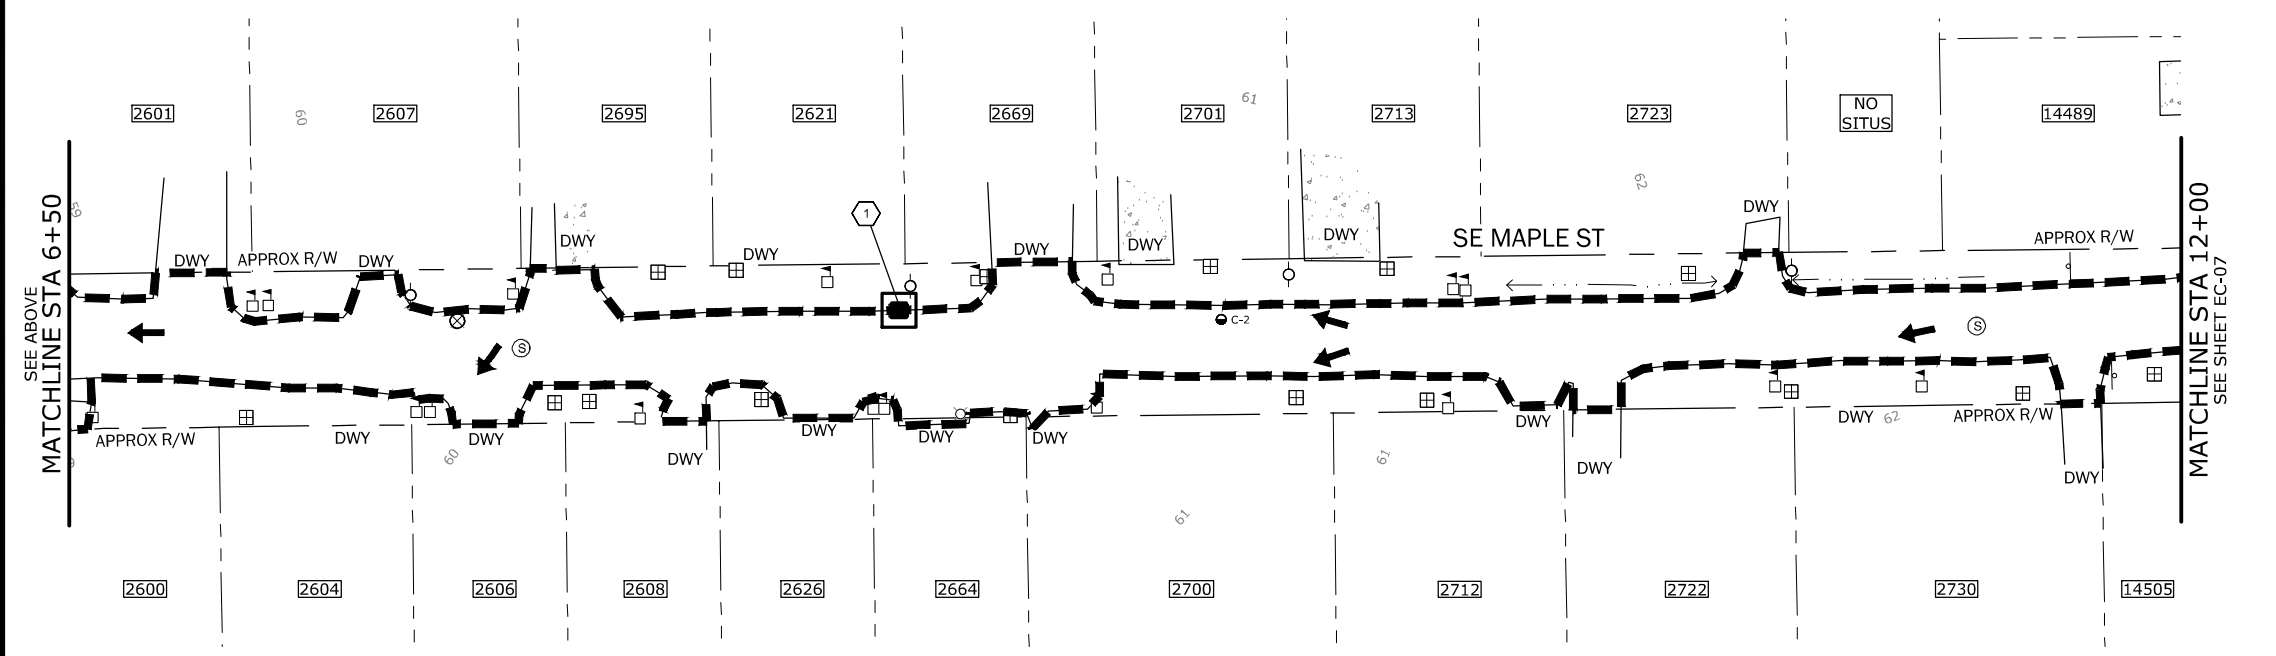 2601
2607
2695
2621
2669
2701
2713
2723
NO
SITUS
14489
60
61
62
59
1
DWY
APPROX R/W
DWY
DWY
DWY
DWY
DWY
DWY
SE MAPLE ST
DWY
APPROX R/W
SEE ABOVE
MATCHLINE STA 6+50
MATCHLINE STA 12+00
SEE SHEET EC-07
S
C-2
S
APPROX R/W
DWY
DWY
DWY
DWY
DWY
DWY
DWY
DWY
DWY
62
APPROX R/W
DWY
60
61
61
9
2600
2604
2606
2608
2626
2664
2700
2712
2722
2730
14505